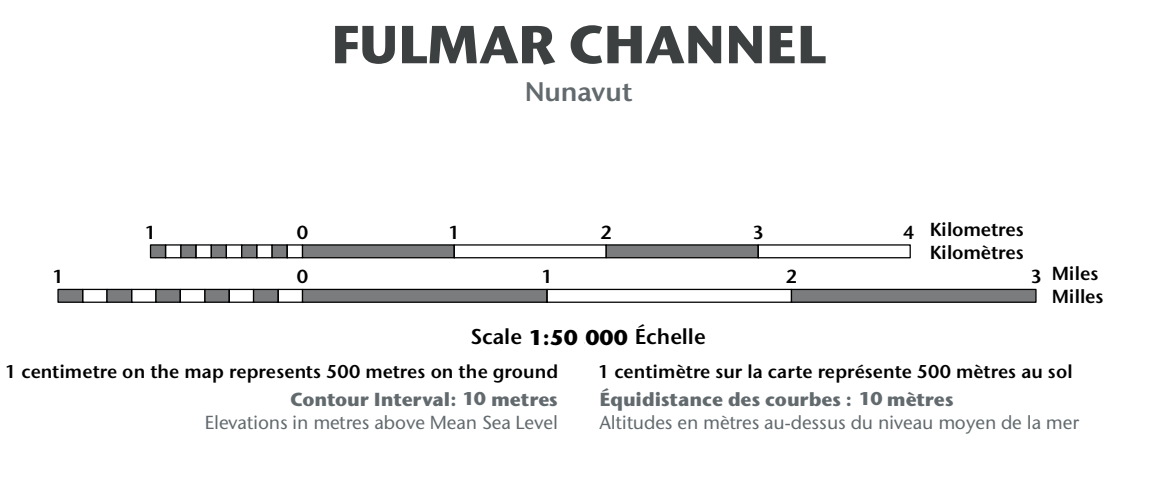 FULMAR CHANNEL
Nunavut
1 0 1 2 3 4 Kilometres
Kilomètres
1 0 1 2 3 Miles
Milles
Scale 1:50 000 Échelle
1 centimetre on the map represents 500 metres on the ground
Contour Interval: 10 metres
Elevations in metres above Mean Sea Level
1 centimètre sur la carte représente 500 mètres au sol
Équidistance des courbes : 10 mètres
Altitudes en mètres au-dessus du niveau moyen de la mer